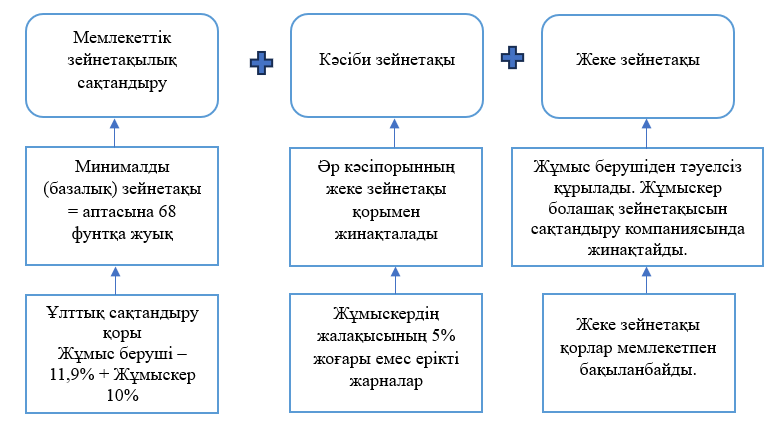 Мемлекеттік
зейнетақылық
сақтандыру
Кәсіби зейнетақы
Жеке зейнетақы
Минималды
(базалық) зейнетақы
= аптасына 68
фунтқа жуық
Әр кәсіпорынның
жеке зейнетақы
қорымен
жинақталады
Жұмыс берушіден тәуелсіз
құрылады. Жұмыскер
болашақ зейнетақысын
сақтандыру компаниясында
жинақтайды.
Ұлттық сақтандыру
қоры
Жұмыс беруші –
11,9% + Жұмыскер
10%
Жұмыскердің
жалақысының 5%
жоғары емес ерікті
жарналар
Жеке зейнетақы
қорлар мемлекетпен
бақыланбайды.